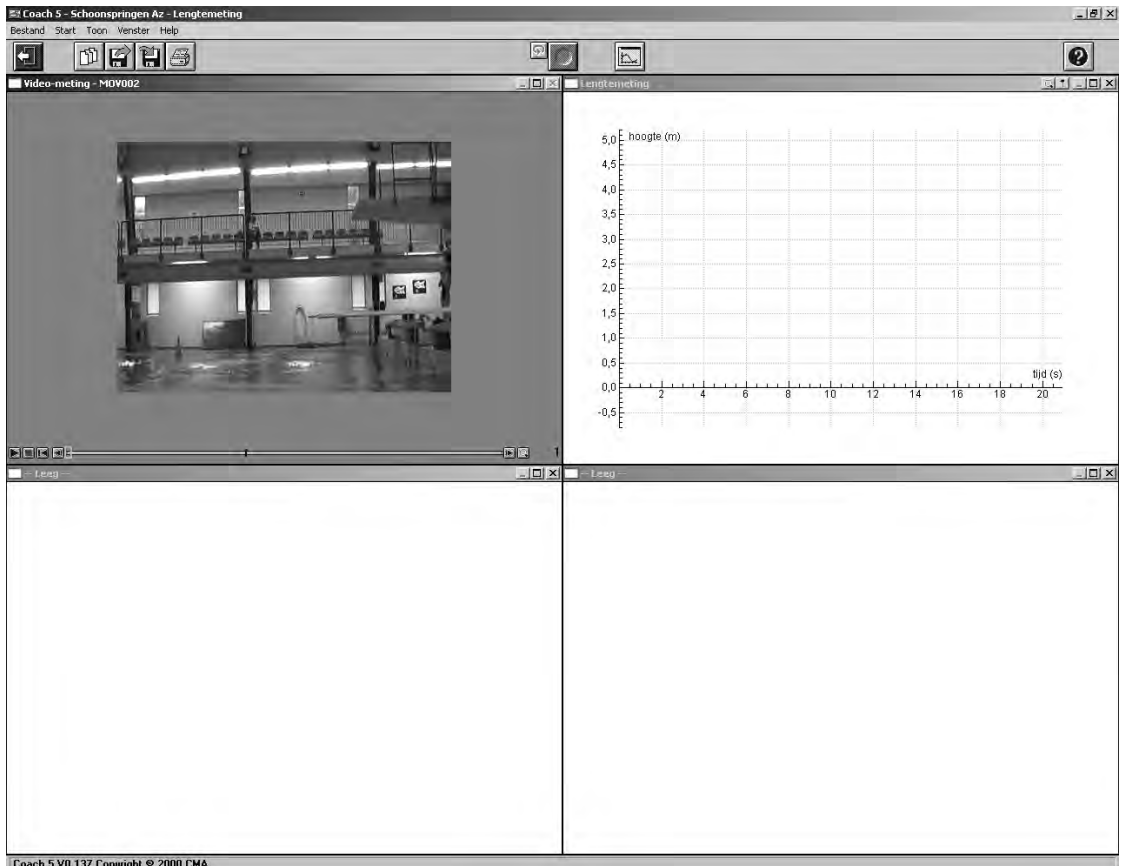 Coach 5 - Schoonspringen Az - Lengtemeting
Bestand Start Toon Venster Help
Video-meting - MOV002
Lengtemeting
hoogte (m)
5,0
4,5
4,0
3,5
3,0
2,5
2,0
1,5
1,0
0,5
0,0
-0,5
tijd (s)
2 4 6 8 10 12 14 16 18 20
1
-- Leeg --
-- Leeg --
Coach 5 V0.137 Copyright © 2000 CMA